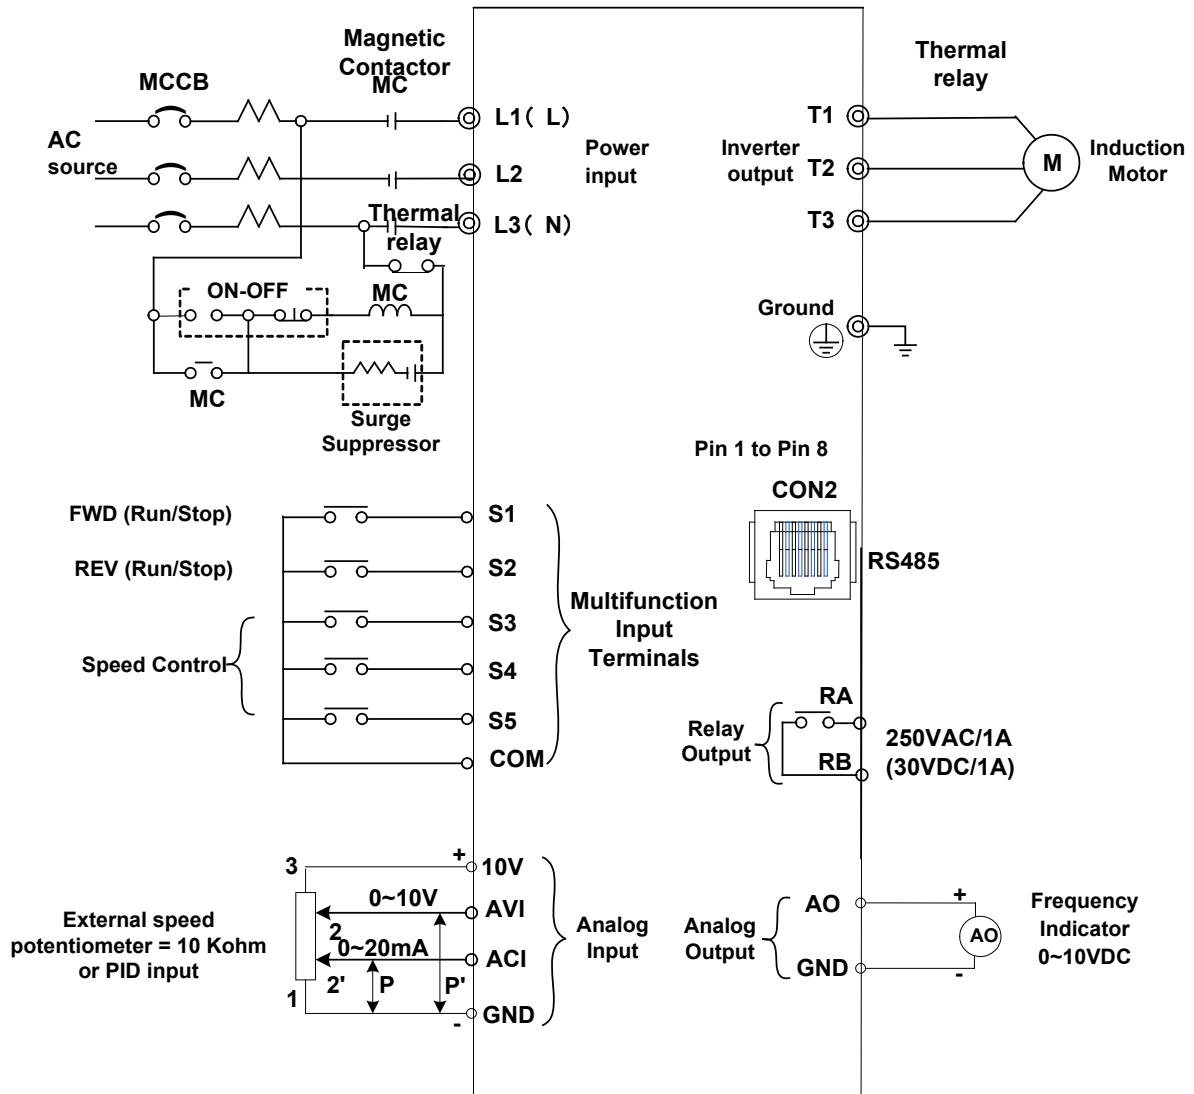 Magnetic
Contactor
MC
MCCB
AC
source
L1( L)
L2
L3( N)
Power
input
Inverter
output
T1
T2
T3
Thermal
relay
M
Induction
Motor
Thermal
relay
ON-OFF
MC
MC
Surge
Suppressor
Ground
Pin 1 to Pin 8
CON2
RS485
FWD (Run/Stop)
REV (Run/Stop)
Speed Control
S1
S2
S3
S4
S5
COM
Multifunction
Input
Terminals
Relay
Output
RA
RB
250VAC/1A
(30VDC/1A)
External speed
potentiometer = 10 Kohm
or PID input
3
2
2'
1
0~10V
0~20mA
P
P'
+
-
10V
AVI
ACI
GND
Analog
Input
Analog
Output
AO
GND
+
-
AO
Frequency
Indicator
0~10VDC